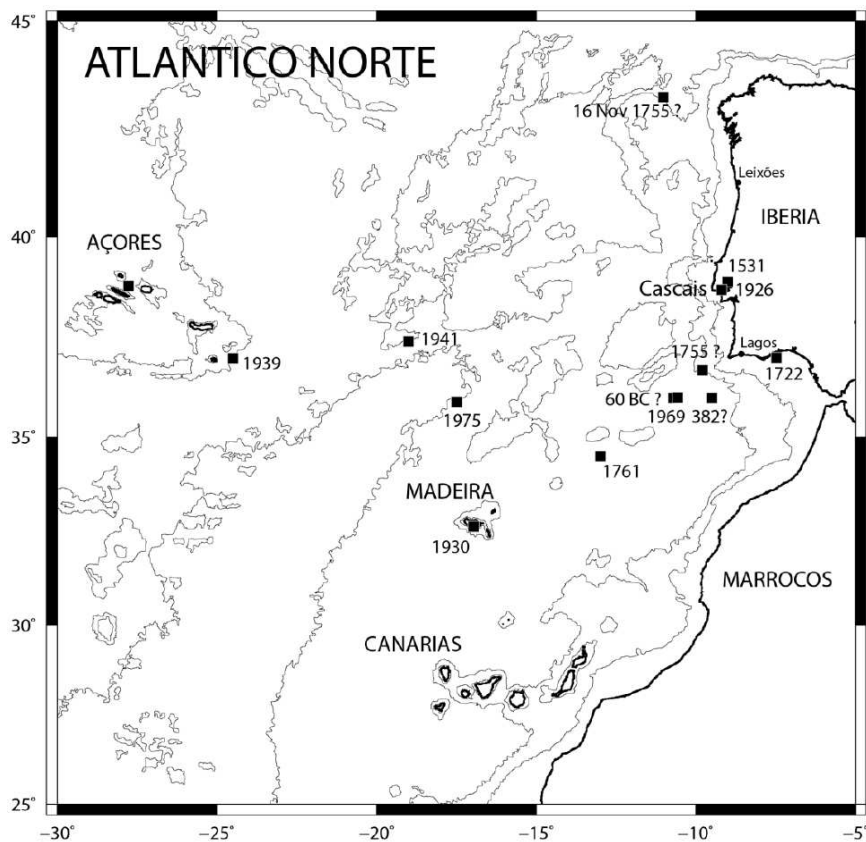 45°
ATLANTICO NORTE
16 Nov 1755 ?
Leixões
IBERIA
40°
AÇORES
1531
Cascais
1926
1941
1939
1755 ?
Lagos
1722
1975
60 BC ?
1969
382?
35°
1761
MADEIRA
1930
MARROCOS
30°
CANARIAS
25°
−30° −25° −20° −15° −10° −5°